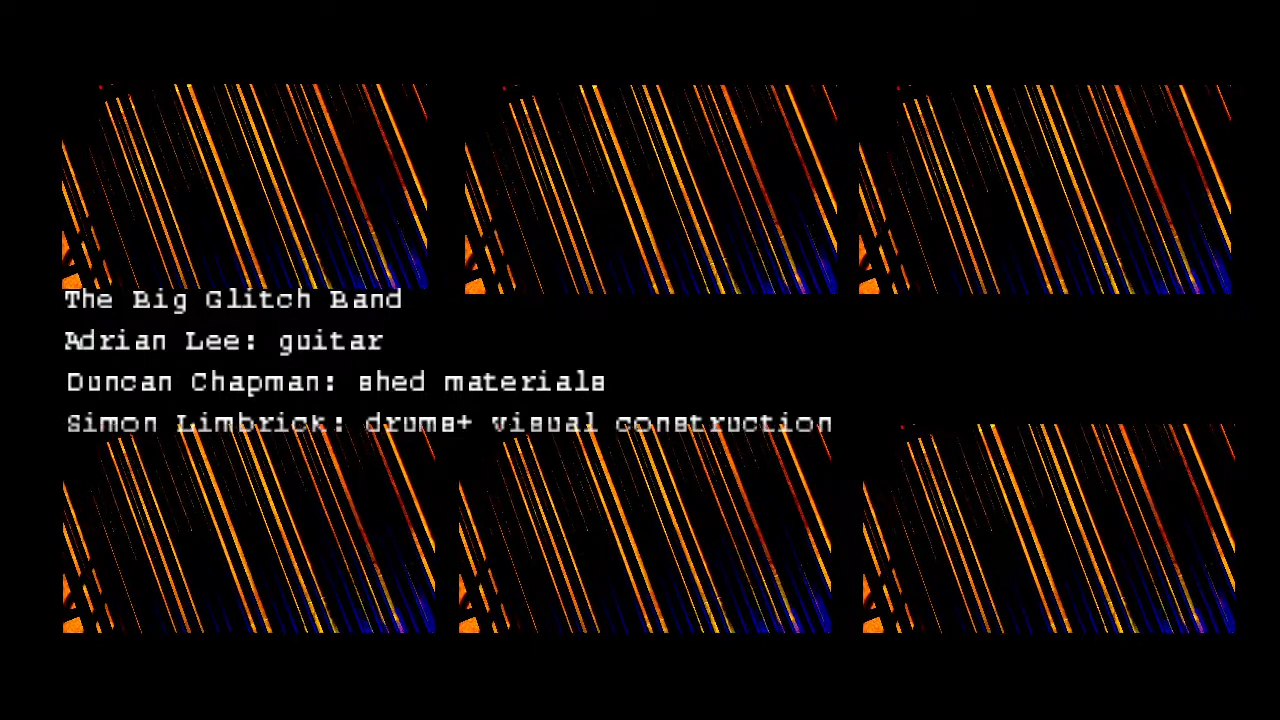 The Big Glitch Band
Adrian Lee: guitar
Duncan Chapman: shed materials
Simon Limbrick: drums+ visual construction